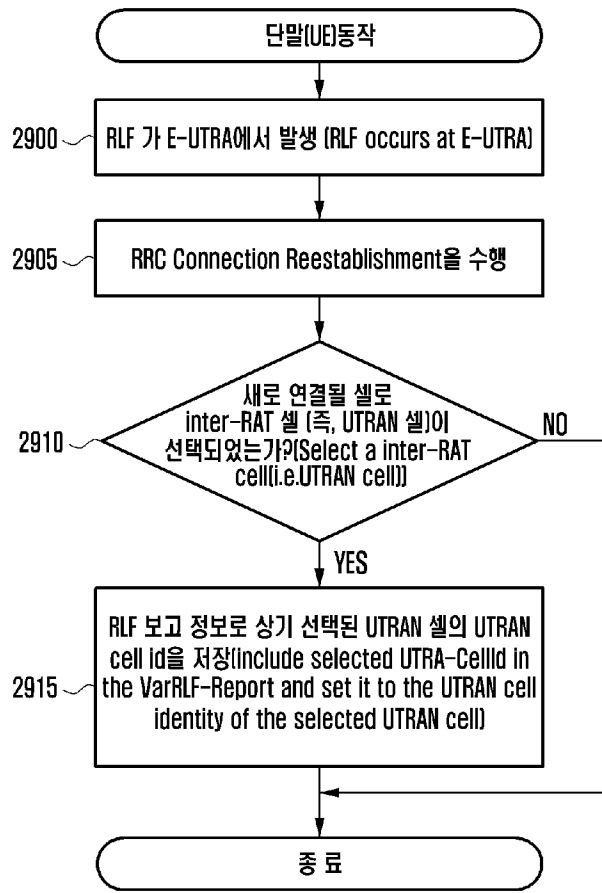 단말(UE)동작
2900
RLF 가 E-UTRA에서 발생 (RLF occurs at E-UTRA)
2905
RRC Connection Reestablishment을 수행
새로 연결될 셀로
inter-RAT 셀 (즉, UTRAN 셀)이
2910
선택되었는가?(Select a inter-RAT
cell(i.e.UTRAN cell))
NO
YES
RLF 보고 정보로 상기 선택된 UTRAN 셀의 UTRAN
cell id을 저장(include selected UTRA-CellId in
2915
the VarRLF-Report and set it to the UTRAN cell
identity of the selected UTRAN cell)
종료